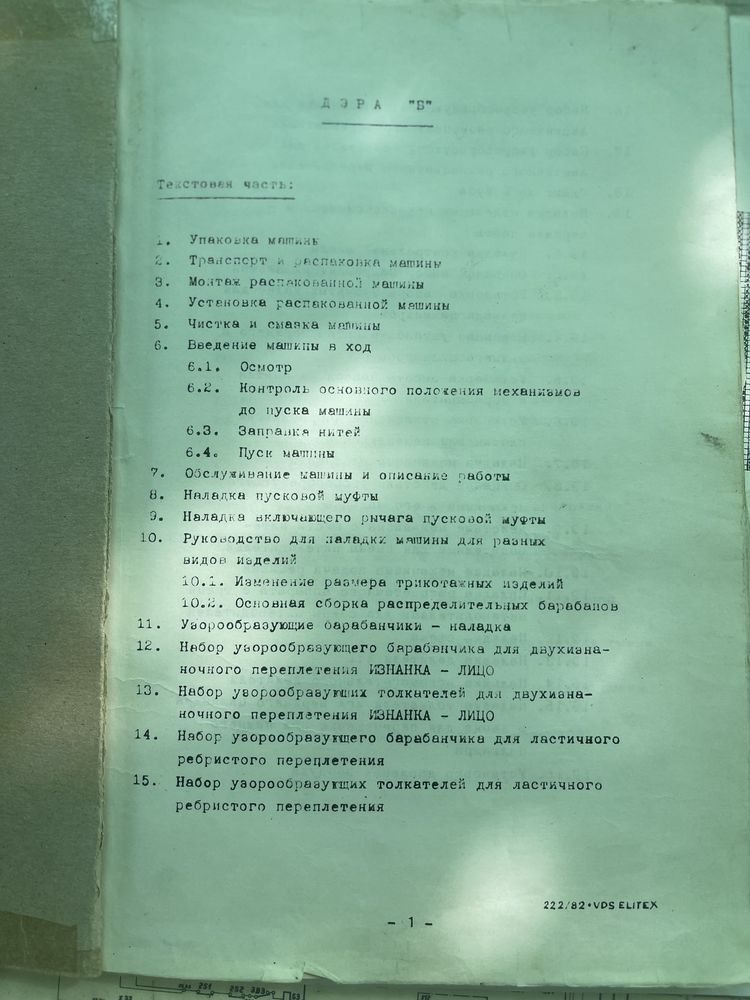 ДЭРА "Б"
Текстовая часть:
1. Упаковка машины
2. Транспорт и распаковка машины
3. Монтаж распакованной машины
4. Установка распакованной машины
5. Чистка и смазка машины
6. Введение машины в ход
6.1. Осмотр
6.2. Контроль основного положения механизмов
до пуска машины
6.3. Заправка нитей
6.4. Пуск машины
7. Обслуживание машины и описание работы
8. Наладка пусковой муфты
9. Наладка включающего рычага пусковой муфты
10. Руководство для наладки машины для разных
видов изделий
10.1. Изменение размера трикотажных изделий
10.2. Основная сборка распределительных барабанов
11. Узорообразующие барабанчики - наладка
12. Набор узорообразующего барабанчика для двухизна-
ночного переплетения ИЗНАНКА - ЛИЦО
13. Набор узорообразующих толкателей для двухизна-
ночного переплетения ИЗНАНКА - ЛИЦО
14. Набор узорообразующего барабанчика для ластичного
ребристого переплетения
15. Набор узорообразующих толкателей для ластичного
ребристого переплетения
222/82•VDS ELITEX
- 1 -
2S1 2S2 3B3 63